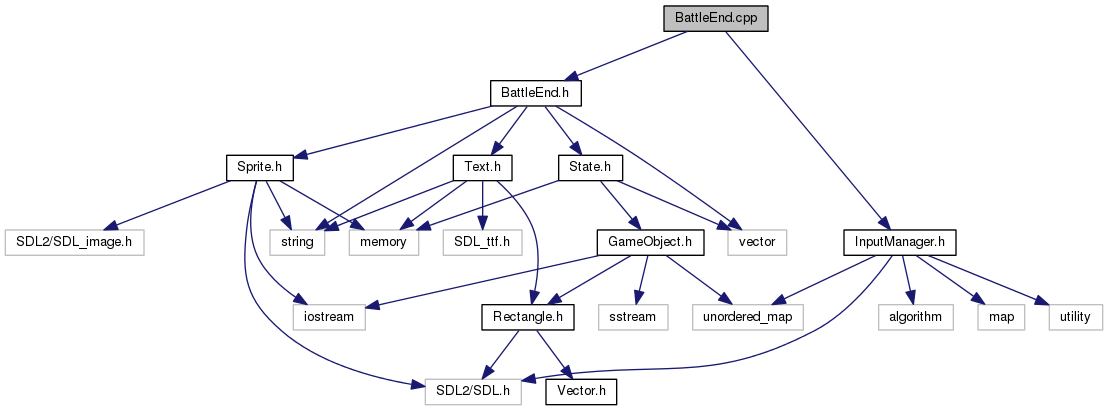 BattleEnd.cpp
BattleEnd.h
Sprite.h
Text.h
State.h
SDL2/SDL_image.h
string
memory
SDL_ttf.h
GameObject.h
vector
InputManager.h
iostream
Rectangle.h
sstream
unordered_map
algorithm
map
utility
SDL2/SDL.h
Vector.h